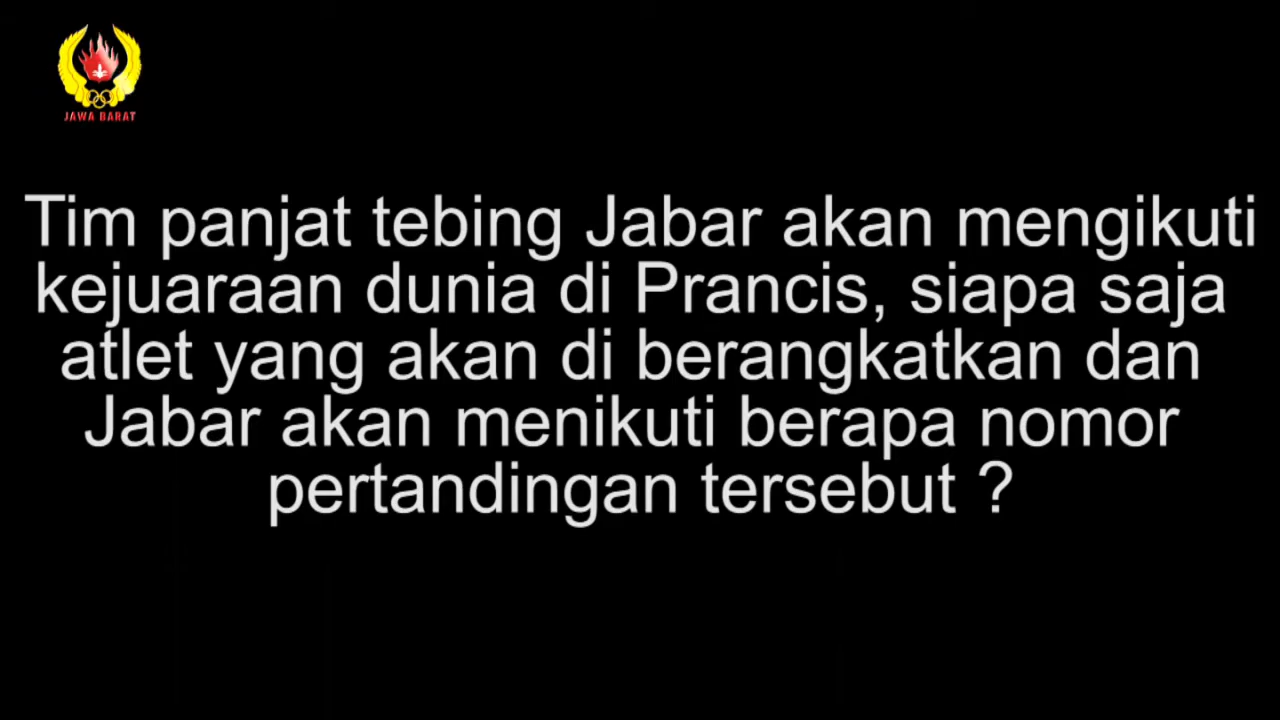 JAWA BARAT
Tim panjat tebing Jabar akan mengikuti
kejuaraan dunia di Prancis, siapa saja
atlet yang akan di berangkatkan dan
Jabar akan menikuti berapa nomor
pertandingan tersebut ?